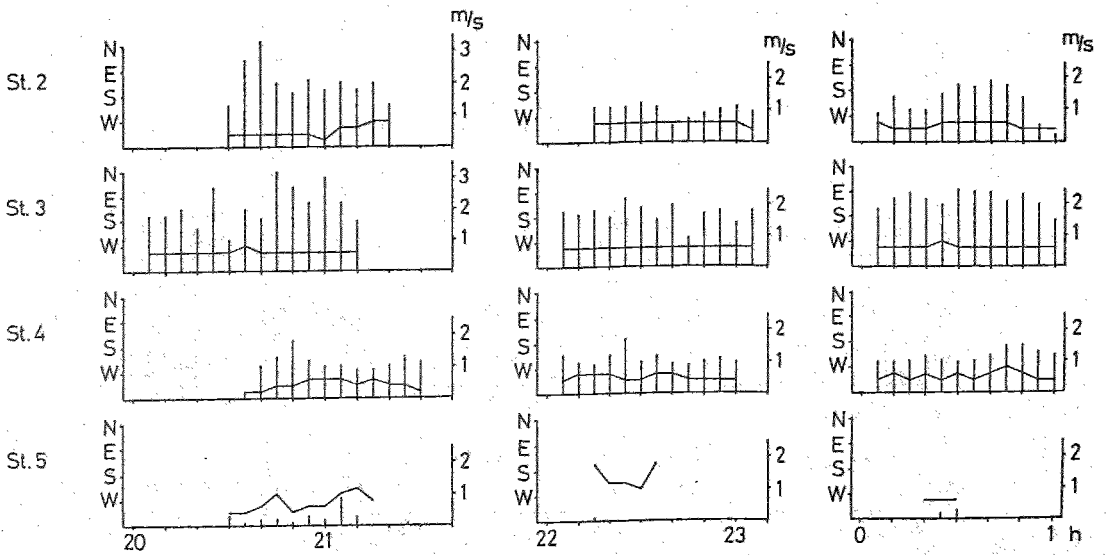 m/s
N E S W 3 2 1 N E S W m/s 2 1 N E S W m/s 2 1
St. 2
N E S W 3 2 1 N E S W 2 1 N E S W 2 1
St. 3
N E S W 2 1 N E S W 2 1 N E S W 2 1
St. 4
N E S W 2 1 N E S W 2 1 N E S W 2 1
St. 5
20 21 22 23 0 1 h